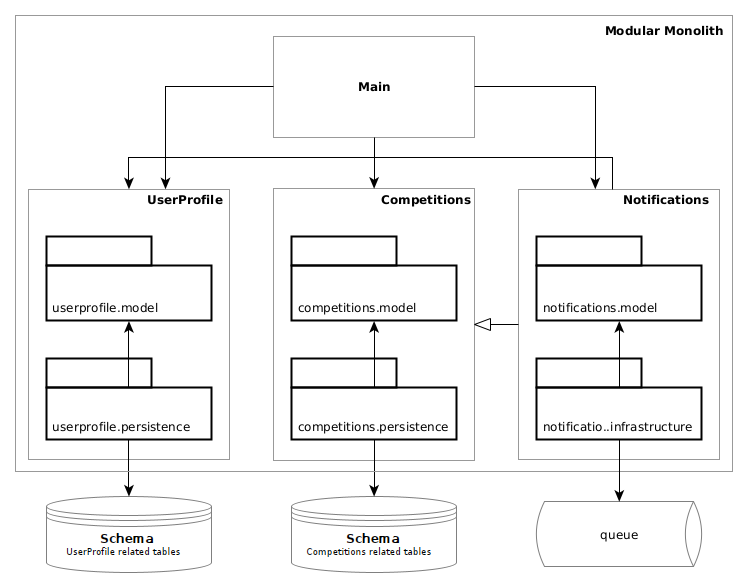 Modular Monolith
Main
UserProfile
Competitions
Notifications
userprofile.model
competitions.model
notifications.model
userprofile.persistence
competitions.persistence
notificatio..infrastructure
Schema
UserProfile related tables
Schema
Competitions related tables
queue